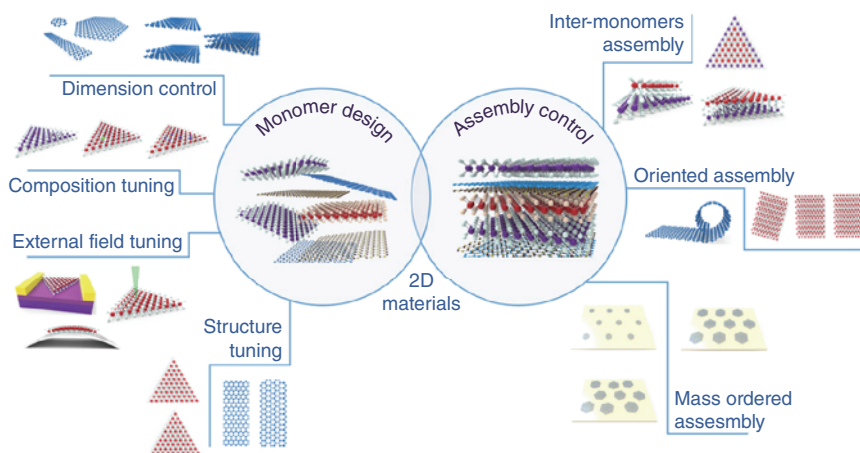 Inter-monomers
assembly
Dimension control
Monomer design
Assembly control
Composition tuning
Oriented assembly
External field tuning
2D
materials
Structure
tuning
Mass ordered
assesmbly